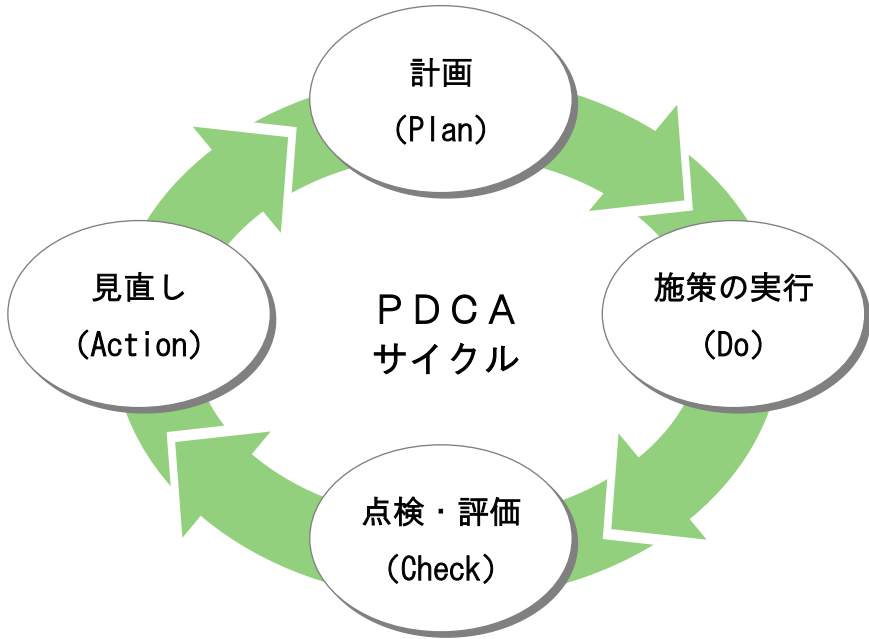 計画
(Plan)
見直し
(Action)
PDCA
サイクル
施策の実行
(Do)
点検・評価
(Check)